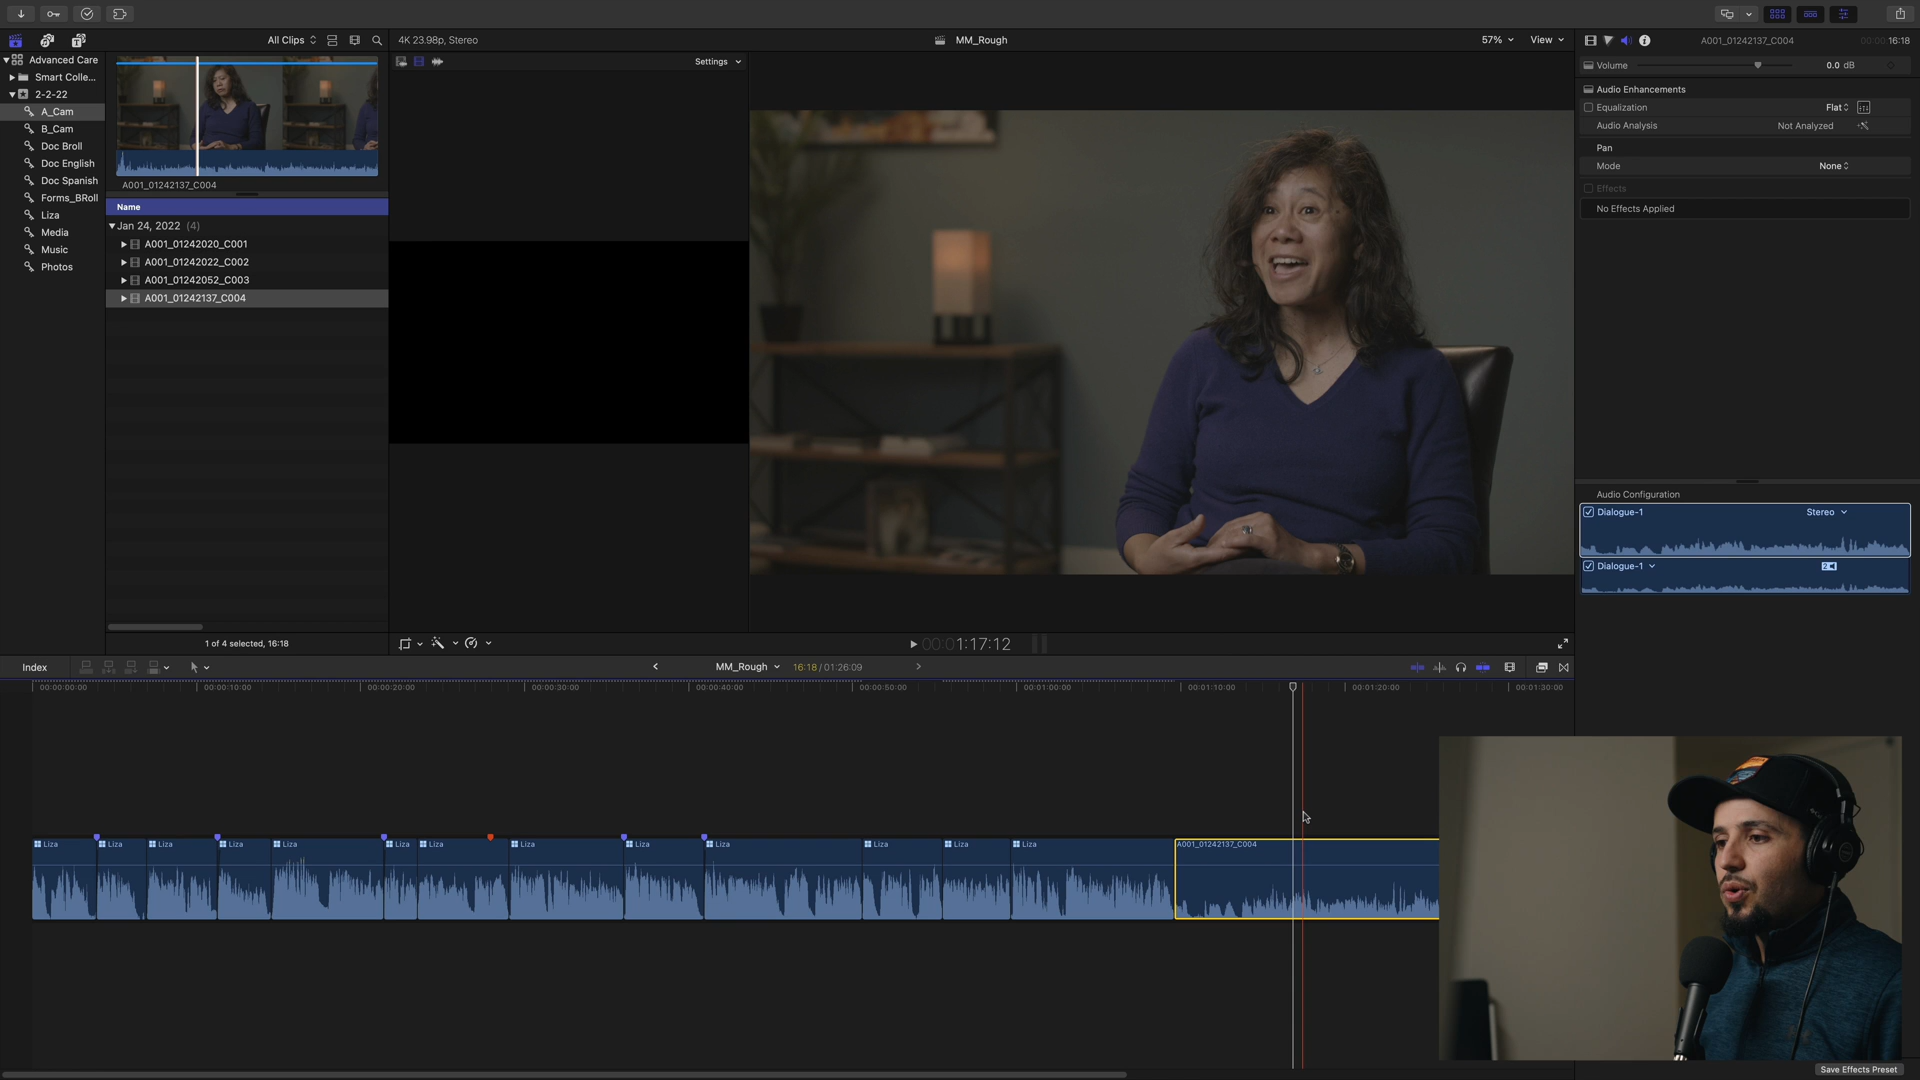 All Clips
4K 23.98p, Stereo
MM_Rough
57%
View
A001_01242137_C004
00:00:16:18
Advanced Care
Smart Colle...
2-2-22
A_Cam
B_Cam
Doc Broll
Doc English
Doc Spanish
Forms_BRoll
Liza
Media
Music
Photos
A001_01242137_C004
Name
Jan 24, 2022 (4)
A001_01242020_C001
A001_01242022_C002
A001_01242052_C003
A001_01242137_C004
1 of 4 selected, 16:18
Settings
Volume
0.0 dB
Audio Enhancements
Equalization
Flat
Audio Analysis
Not Analyzed
Pan
Mode
None
Effects
No Effects Applied
Audio Configuration
Dialogue-1
Stereo
Dialogue-1
2
00:00:1:17:12
Index
MM_Rough
16:18 / 01:26:09
00:00:00:00
00:00:10:00
00:00:20:00
00:00:30:00
00:00:40:00
00:00:50:00
00:01:00:00
00:01:10:00
00:01:20:00
00:01:30:00
Liza
Liza
Liza
Liza
Liza
Liza
Liza
Liza
Liza
Liza
Liza
Liza
Liza
A001_01242137_C004
Save Effects Preset